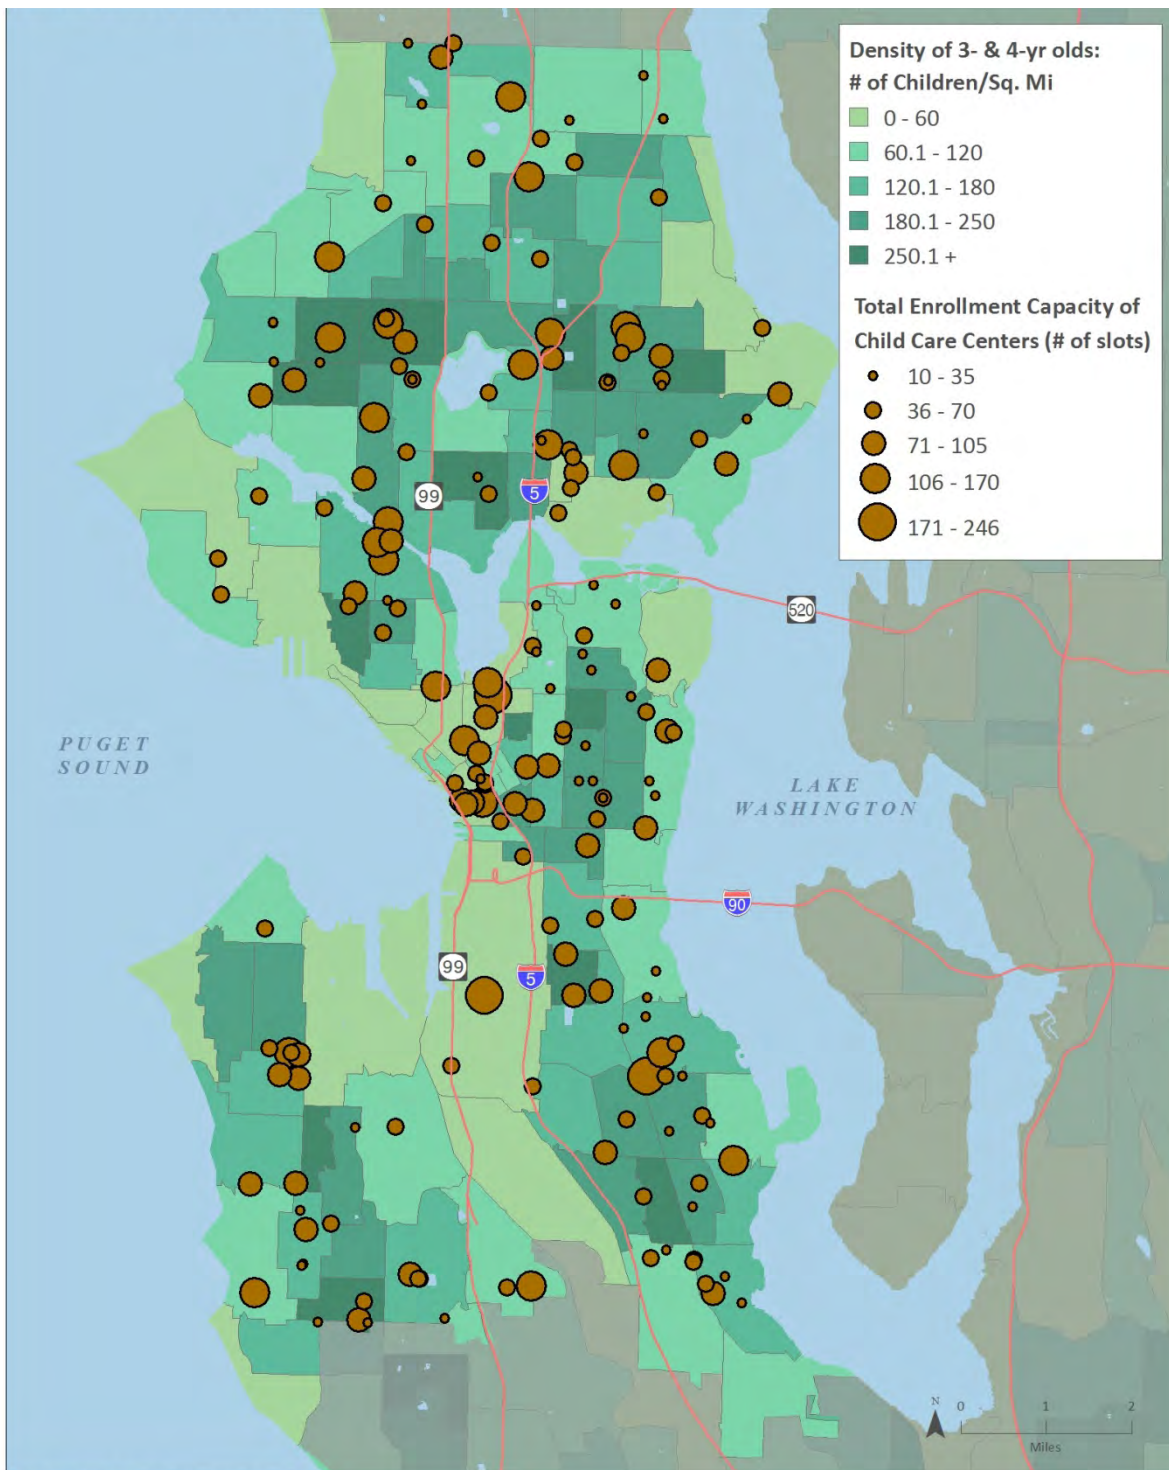 Density of 3- & 4-yr olds:
# of Children/Sq. Mi
0 - 60
60.1 - 120
120.1 - 180
180.1 - 250
250.1 +
Total Enrollment Capacity of
Child Care Centers (# of slots)
10 - 35
36 - 70
71 - 105
106 - 170
171 - 246
99
5
520
PUGET
SOUND
LAKE
WASHINGTON
90
99
5
N
0 1 2
Miles